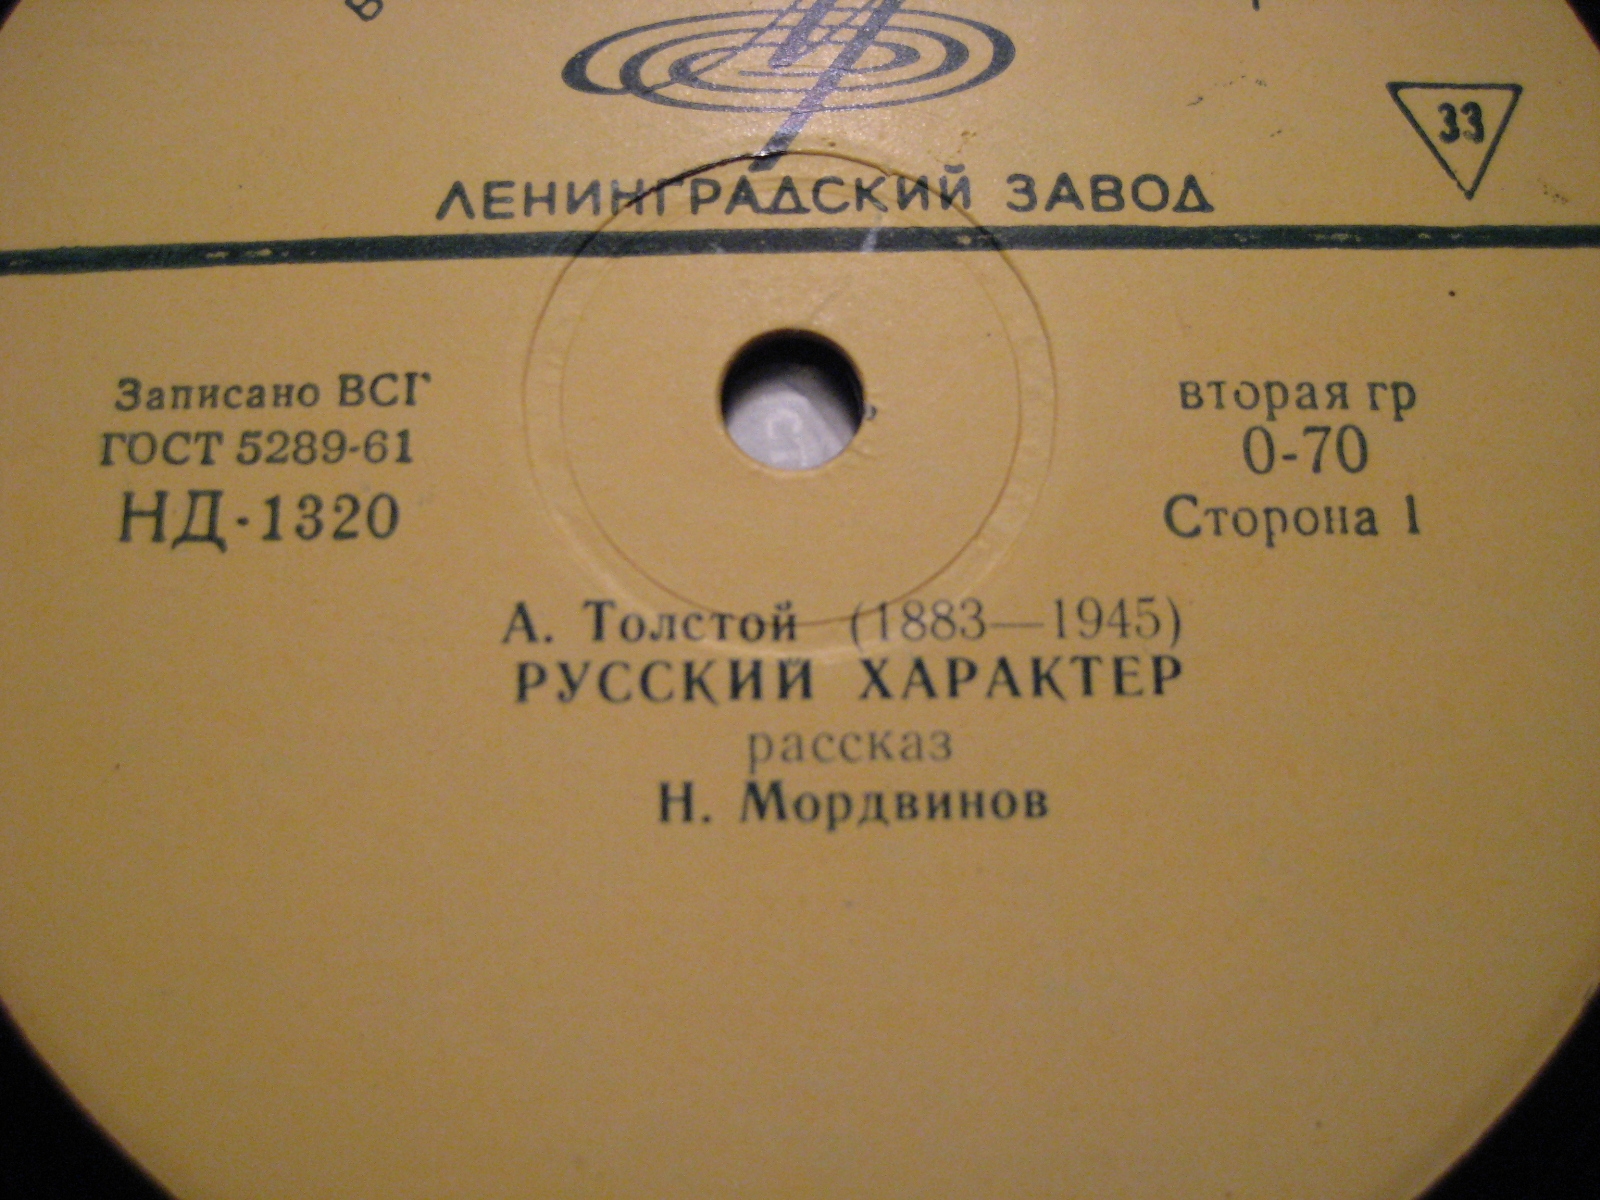 33
ЛЕНИНГРАДСКИЙ ЗАВОД
Записано ВСГ
ГОСТ 5289-61
НД-1320
вторая гр
0-70
Сторона 1
А. Толстой (1883—1945)
РУССКИЙ ХАРАКТЕР
рассказ
Н. Мордвинов